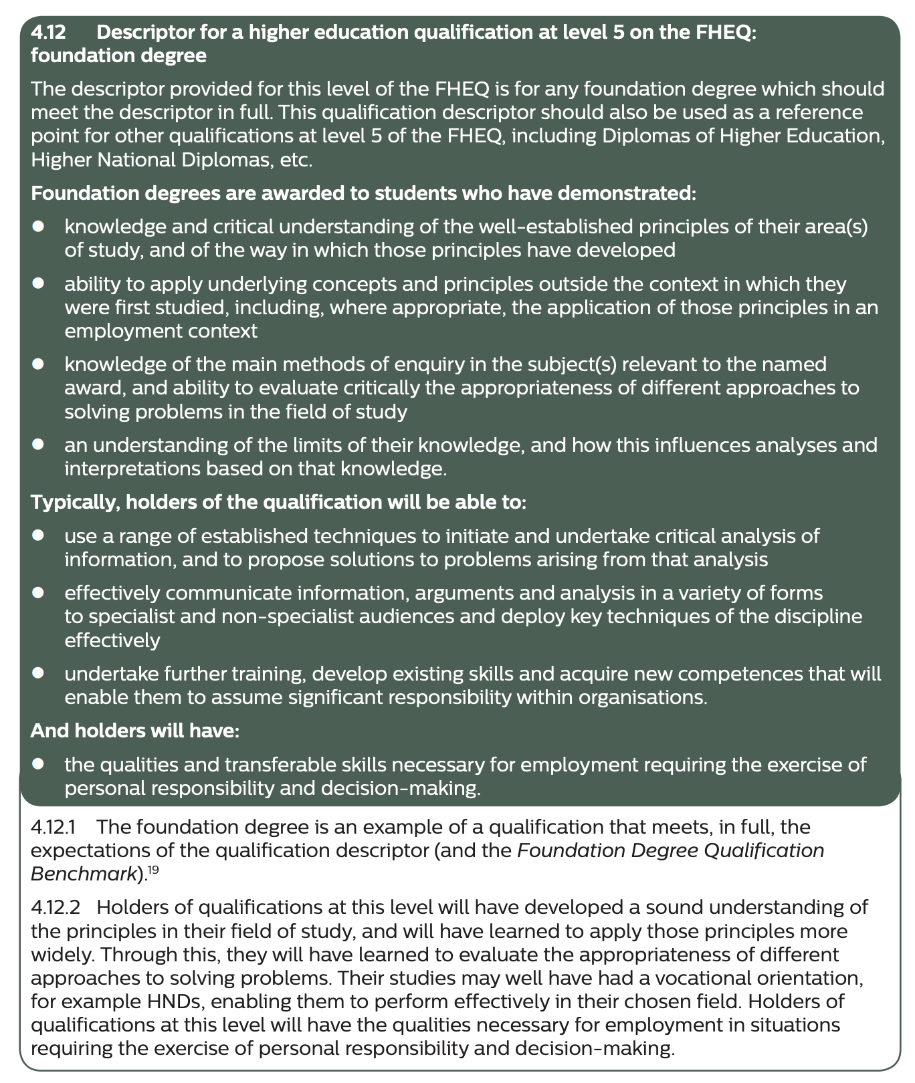 4.12 Descriptor for a higher education qualification at level 5 on the FHEQ:
foundation degree
The descriptor provided for this level of the FHEQ is for any foundation degree which should
meet the descriptor in full. This qualification descriptor should also be used as a reference
point for other qualifications at level 5 of the FHEQ, including Diplomas of Higher Education,
Higher National Diplomas, etc.
Foundation degrees are awarded to students who have demonstrated:
● knowledge and critical understanding of the well-established principles of their area(s)
of study, and of the way in which those principles have developed
● ability to apply underlying concepts and principles outside the context in which they
were first studied, including, where appropriate, the application of those principles in an
employment context
● knowledge of the main methods of enquiry in the subject(s) relevant to the named
award, and ability to evaluate critically the appropriateness of different approaches to
solving problems in the field of study
● an understanding of the limits of their knowledge, and how this influences analyses and
interpretations based on that knowledge.
Typically, holders of the qualification will be able to:
● use a range of established techniques to initiate and undertake critical analysis of
information, and to propose solutions to problems arising from that analysis
● effectively communicate information, arguments and analysis in a variety of forms
to specialist and non-specialist audiences and deploy key techniques of the discipline
effectively
● undertake further training, develop existing skills and acquire new competences that will
enable them to assume significant responsibility within organisations.
And holders will have:
● the qualities and transferable skills necessary for employment requiring the exercise of
personal responsibility and decision-making.
4.12.1 The foundation degree is an example of a qualification that meets, in full, the
expectations of the qualification descriptor (and the Foundation Degree Qualification
Benchmark).¹⁹
4.12.2 Holders of qualifications at this level will have developed a sound understanding of
the principles in their field of study, and will have learned to apply those principles more
widely. Through this, they will have learned to evaluate the appropriateness of different
approaches to solving problems. Their studies may well have had a vocational orientation,
for example HNDs, enabling them to perform effectively in their chosen field. Holders of
qualifications at this level will have the qualities necessary for employment in situations
requiring the exercise of personal responsibility and decision-making.